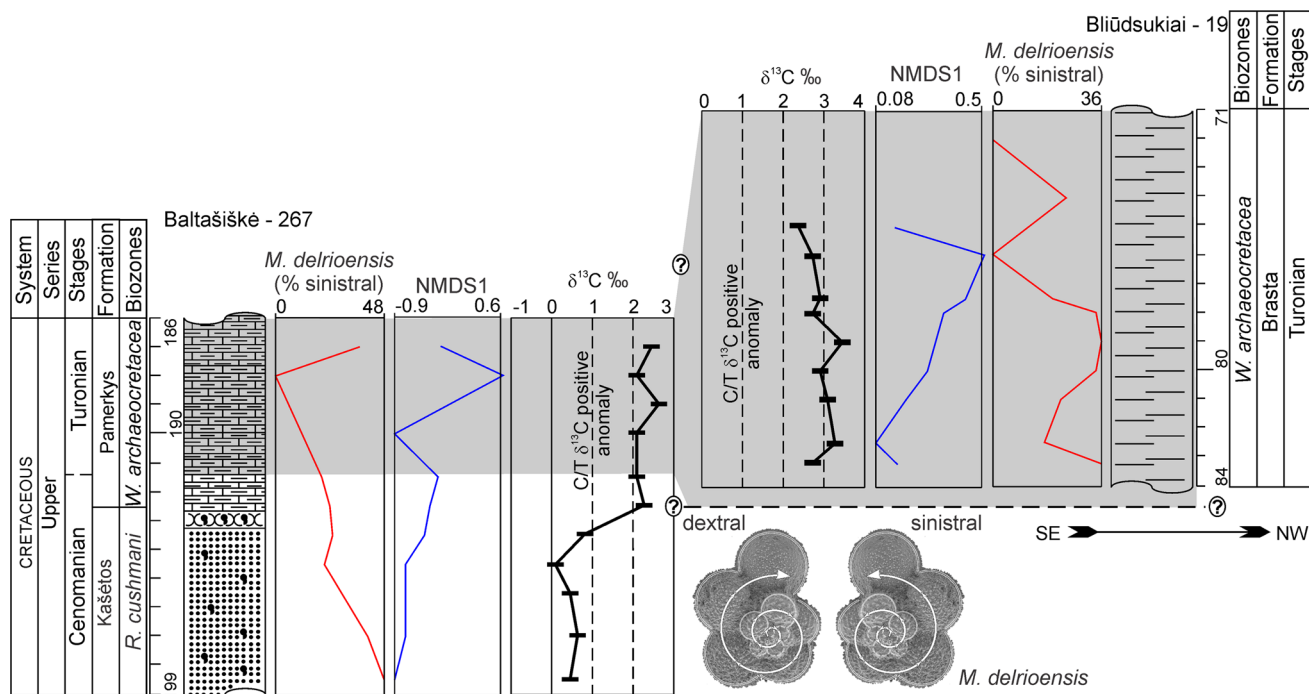 Bliūdsukiai - 19
M. delrioensis
(% sinistral)
δ¹³C ‰
NMDS1
Biozones
Formation
Stages
0 1 2 3 4
0.08 0.5
0 36
71
80
84
C/T δ¹³C positive
anomaly
W. archaeocretacea
Brasta
Turonian
Baltašiškė - 267
System
Series
Stages
Formation
Biozones
M. delrioensis
(% sinistral)
NMDS1
δ¹³C ‰
0 48
-0.9 0.6
-1 0 1 2 3
CRETACEOUS
Upper
Turonian
Cenomanian
Pamerkys
Kašėtos
W. archaeocretacea
R. cushmani
186
190
99
C/T δ¹³C positive
anomaly
?
?
?
dextral
sinistral
SE
NW
M. delrioensis